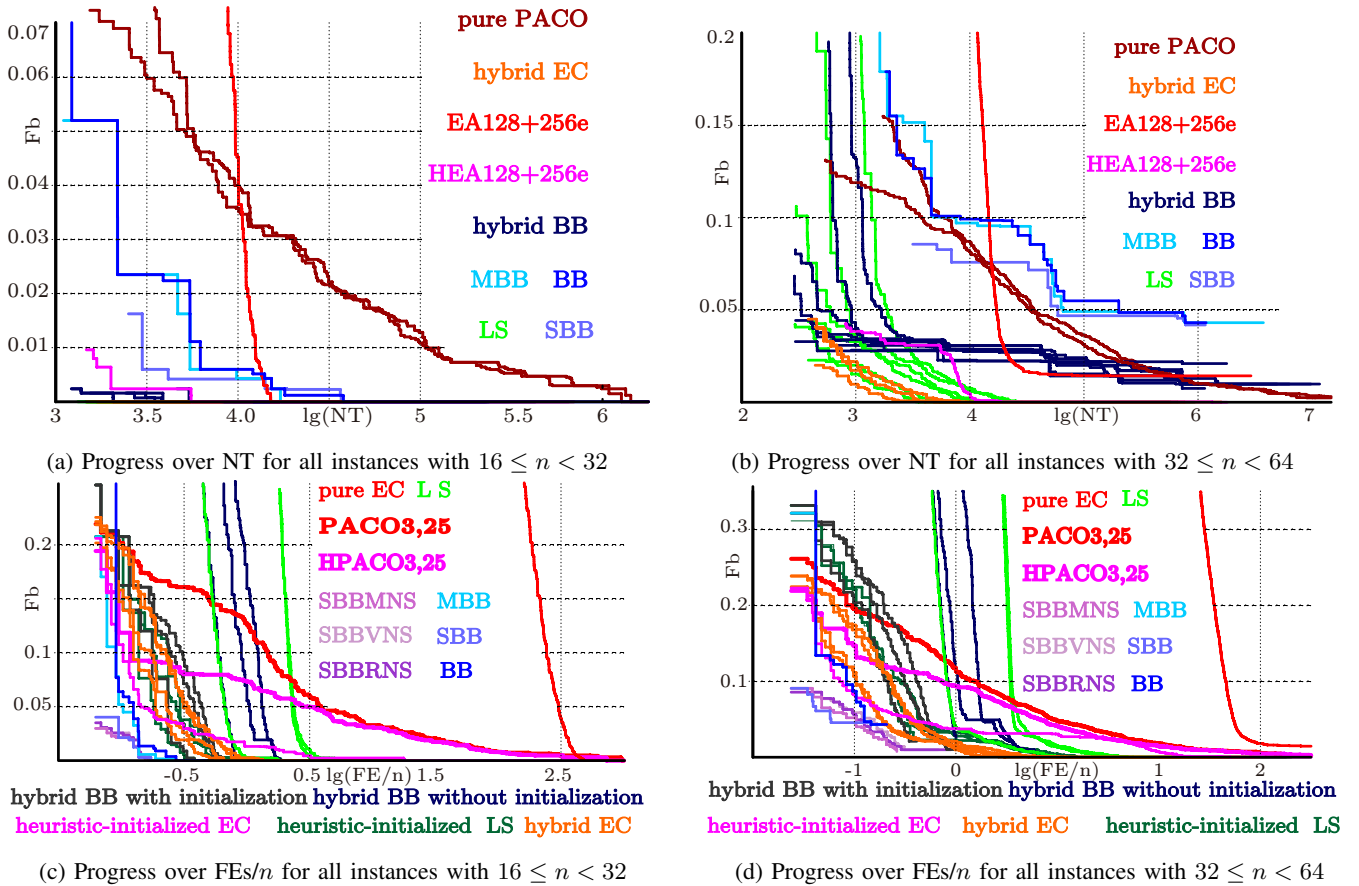 0.07
0.06
0.04
0.03
0.02
0.01
Fb
3
3.5
4.0
lg(NT)
5
5.5
6
pure PACO
hybrid EC
EA128+256e
HEA128+256e
hybrid BB
MBB BB
LS SBB
(a) Progress over NT for all instances with 16 ≤ n < 32
0.2
0.15
0.1
0.05
Fb
2
3
4
lg(NT)
6
7
pure PACO
hybrid EC
EA128+256e
HEA128+256e
hybrid BB
MBB BB
LS SBB
(b) Progress over NT for all instances with 32 ≤ n < 64
0.2
0.1
0.05
Fb
-0.5
0.5
lg(FE/n)
1.5
2.5
pure EC L S
PACO3,25
HPACO3,25
SBBMNS MBB
SBBVNS SBB
SBBRNS BB
hybrid BB with initialization hybrid BB without initialization
heuristic-initialized EC heuristic-initialized LS hybrid EC
(c) Progress over FEs/n for all instances with 16 ≤ n < 32
0.3
0.2
0.1
Fb
-1
0
lg(FE/n)
1
2
pure EC LS
PACO3,25
HPACO3,25
SBBMNS MBB
SBBVNS SBB
SBBRNS BB
hybrid BB with initialization hybrid BB without initialization
heuristic-initialized EC hybrid EC heuristic-initialized LS
(d) Progress over FEs/n for all instances with 32 ≤ n < 64